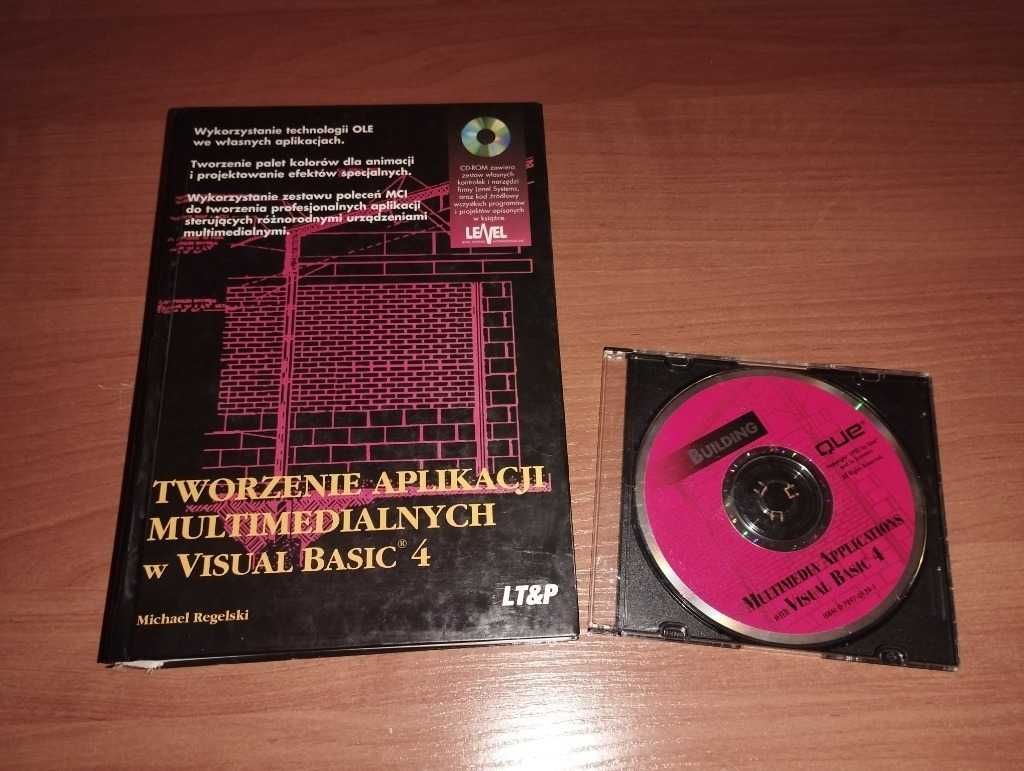 Wykorzystanie technologii OLE
we własnych aplikacjach.
Tworzenie palet kolorów dla animacji
i projektowanie efektów specjalnych.
Wykorzystanie zestawu poleceń MCI
do tworzenia profesjonalnych aplikacji
sterujących różnorodnymi urządzeniami
multimedialnymi.
CD-ROM zawiera
zestaw własnych
kontrolek i narzędzi
firmy Lenel Systems,
oraz kod źródłowy
wszystkich programów
i projektów opisanych
w książce.
LENEL
TWORZENIE APLIKACJI
MULTIMEDIALNYCH
W VISUAL BASIC® 4
LT&P
Michael Regelski
BUILDING
QUE®
All Rights Reserved.
MULTIMEDIA APPLICATIONS
WITH VISUAL BASIC 4